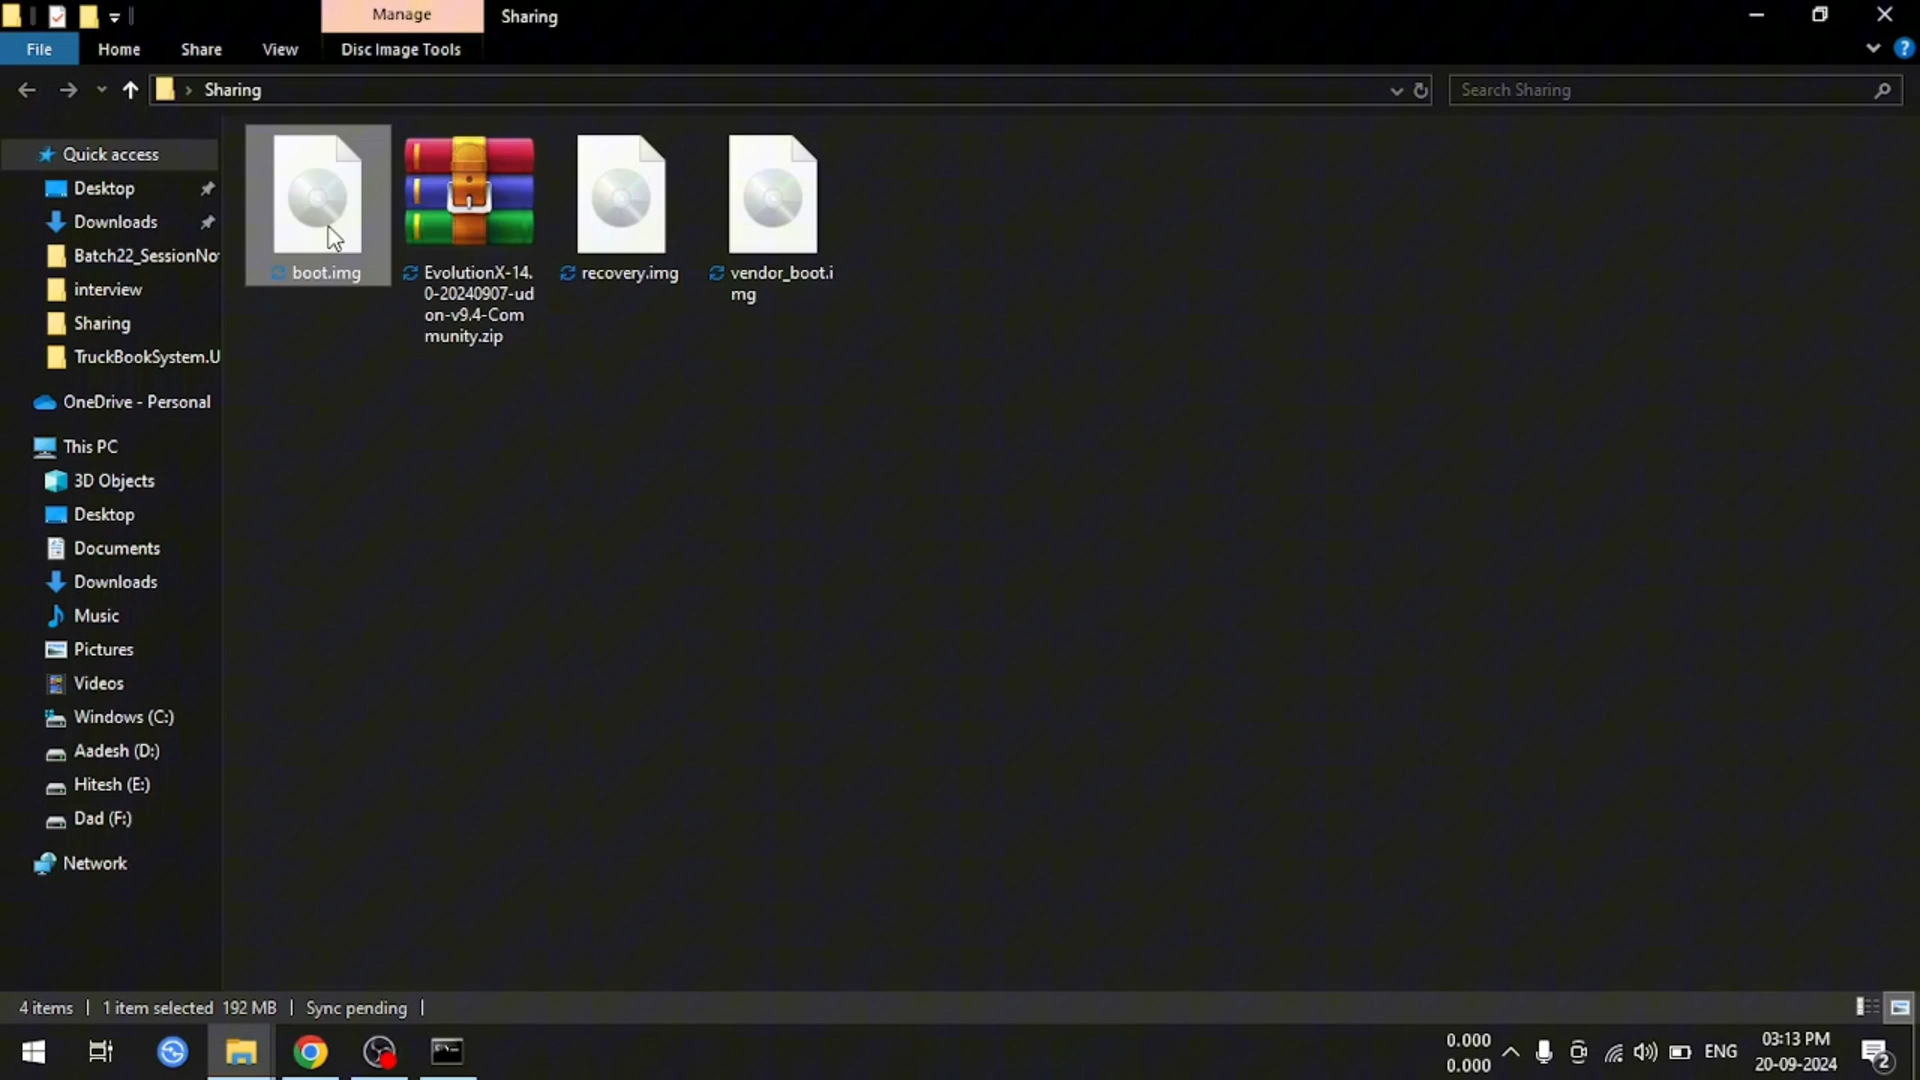 Manage
Sharing
File
Home
Share
View
Disc Image Tools
Sharing
Search Sharing
Quick access
Desktop
Downloads
Batch22_SessionNo
interview
Sharing
TruckBookSystem.U
OneDrive - Personal
This PC
3D Objects
Desktop
Documents
Downloads
Music
Pictures
Videos
Windows (C:)
Aadesh (D:)
Hitesh (E:)
Dad (F:)
Network
boot.img
EvolutionX-14.
0-20240907-ud
on-v9.4-Com
munity.zip
recovery.img
vendor_boot.i
mg
4 items
1 item selected 192 MB
Sync pending
0.000
0.000
ENG
03:13 PM
20-09-2024
2